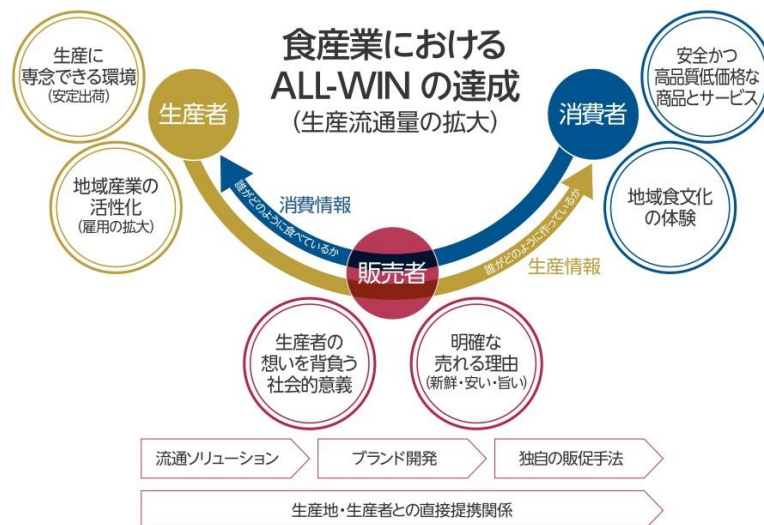 食産業における
ALL-WIN の達成
(生産流通量の拡大)
生産に
専念できる環境
(安定出荷)
生産者
地域産業の
活性化
(雇用の拡大)
消費者
安全かつ
高品質低価格な
商品とサービス
地域食文化
の体験
消費情報
誰がどのように食べているか
販売者
誰がどのように作っているか
生産情報
生産者の
想いを背負う
社会的意義
明確な
売れる理由
(新鮮・安い・旨い)
流通ソリューション
ブランド開発
独自の販促手法
生産地・生産者との直接提携関係